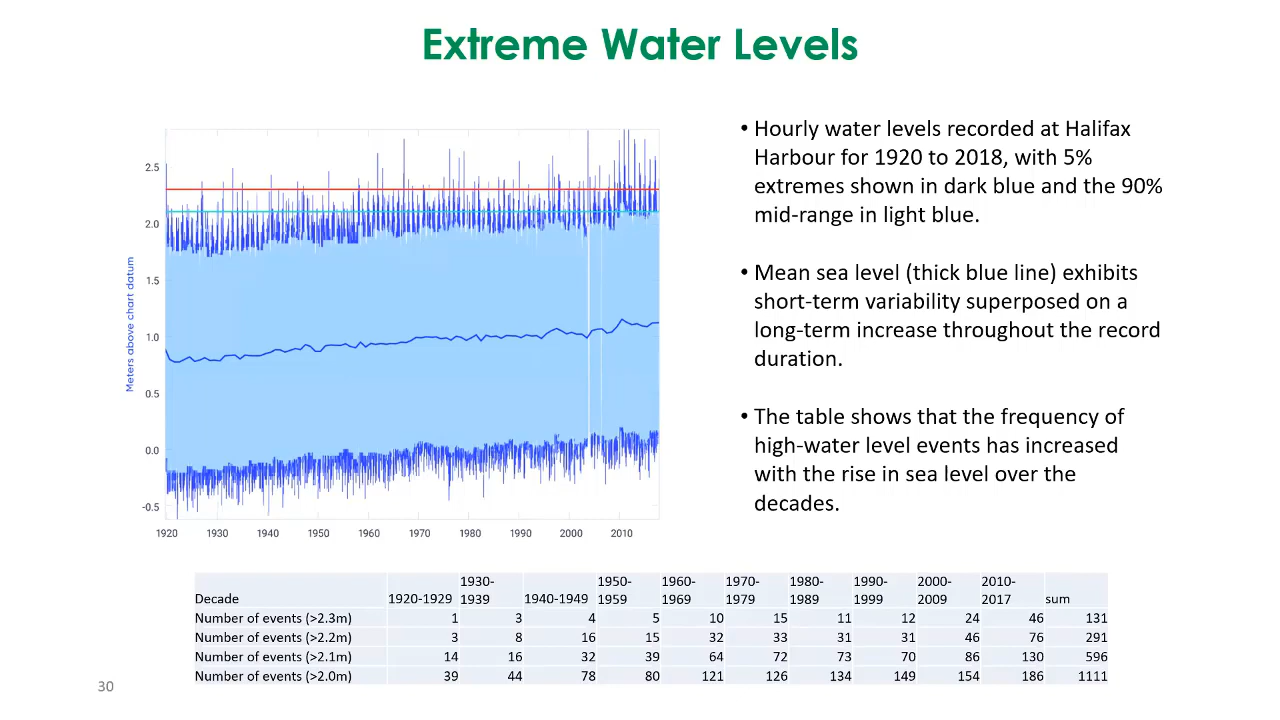 Extreme Water Levels
2.5
2.0
1.5
1.0
0.5
0.0
-0.5
Meters above chart datum
1920 1930 1940 1950 1960 1970 1980 1990 2000 2010
• Hourly water levels recorded at Halifax
Harbour for 1920 to 2018, with 5%
extremes shown in dark blue and the 90%
mid-range in light blue.
• Mean sea level (thick blue line) exhibits
short-term variability superposed on a
long-term increase throughout the record
duration.
• The table shows that the frequency of
high-water level events has increased
with the rise in sea level over the
decades.
Decade 1920-1929 1930-1939 1940-1949 1950-1959 1960-1969 1970-1979 1980-1989 1990-1999 2000-2009 2010-2017 sum
Number of events (>2.3m) 1 3 4 5 10 15 11 12 24 46 131
Number of events (>2.2m) 3 8 16 15 32 33 31 31 46 76 291
Number of events (>2.1m) 14 16 32 39 64 72 73 70 86 130 596
Number of events (>2.0m) 39 44 78 80 121 126 134 149 154 186 1111
30